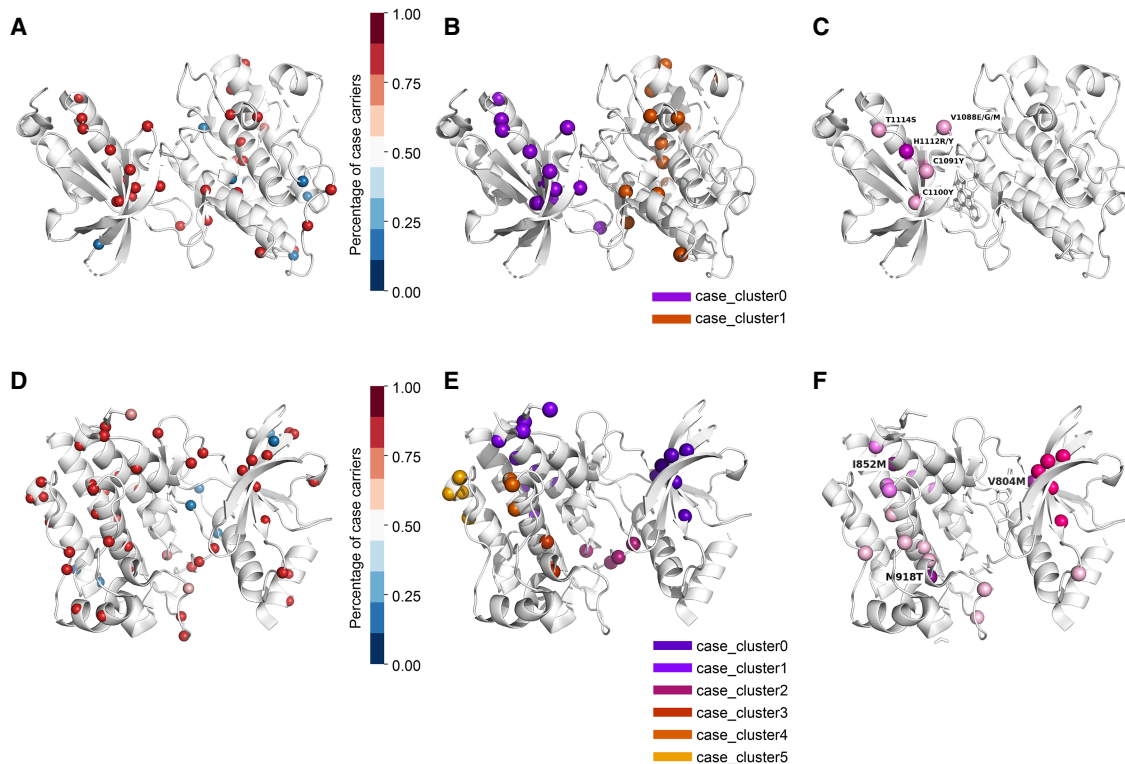 A
B
C
1.00
0.75
0.50
0.25
0.00
Percentage of case carriers
case_cluster0
case_cluster1
T1114S
V1088E/G/M
H1112R/Y
C1091Y
C1100Y
D
E
F
1.00
0.75
0.50
0.25
0.00
Percentage of case carriers
case_cluster0
case_cluster1
case_cluster2
case_cluster3
case_cluster4
case_cluster5
I852M
V804M
M918T